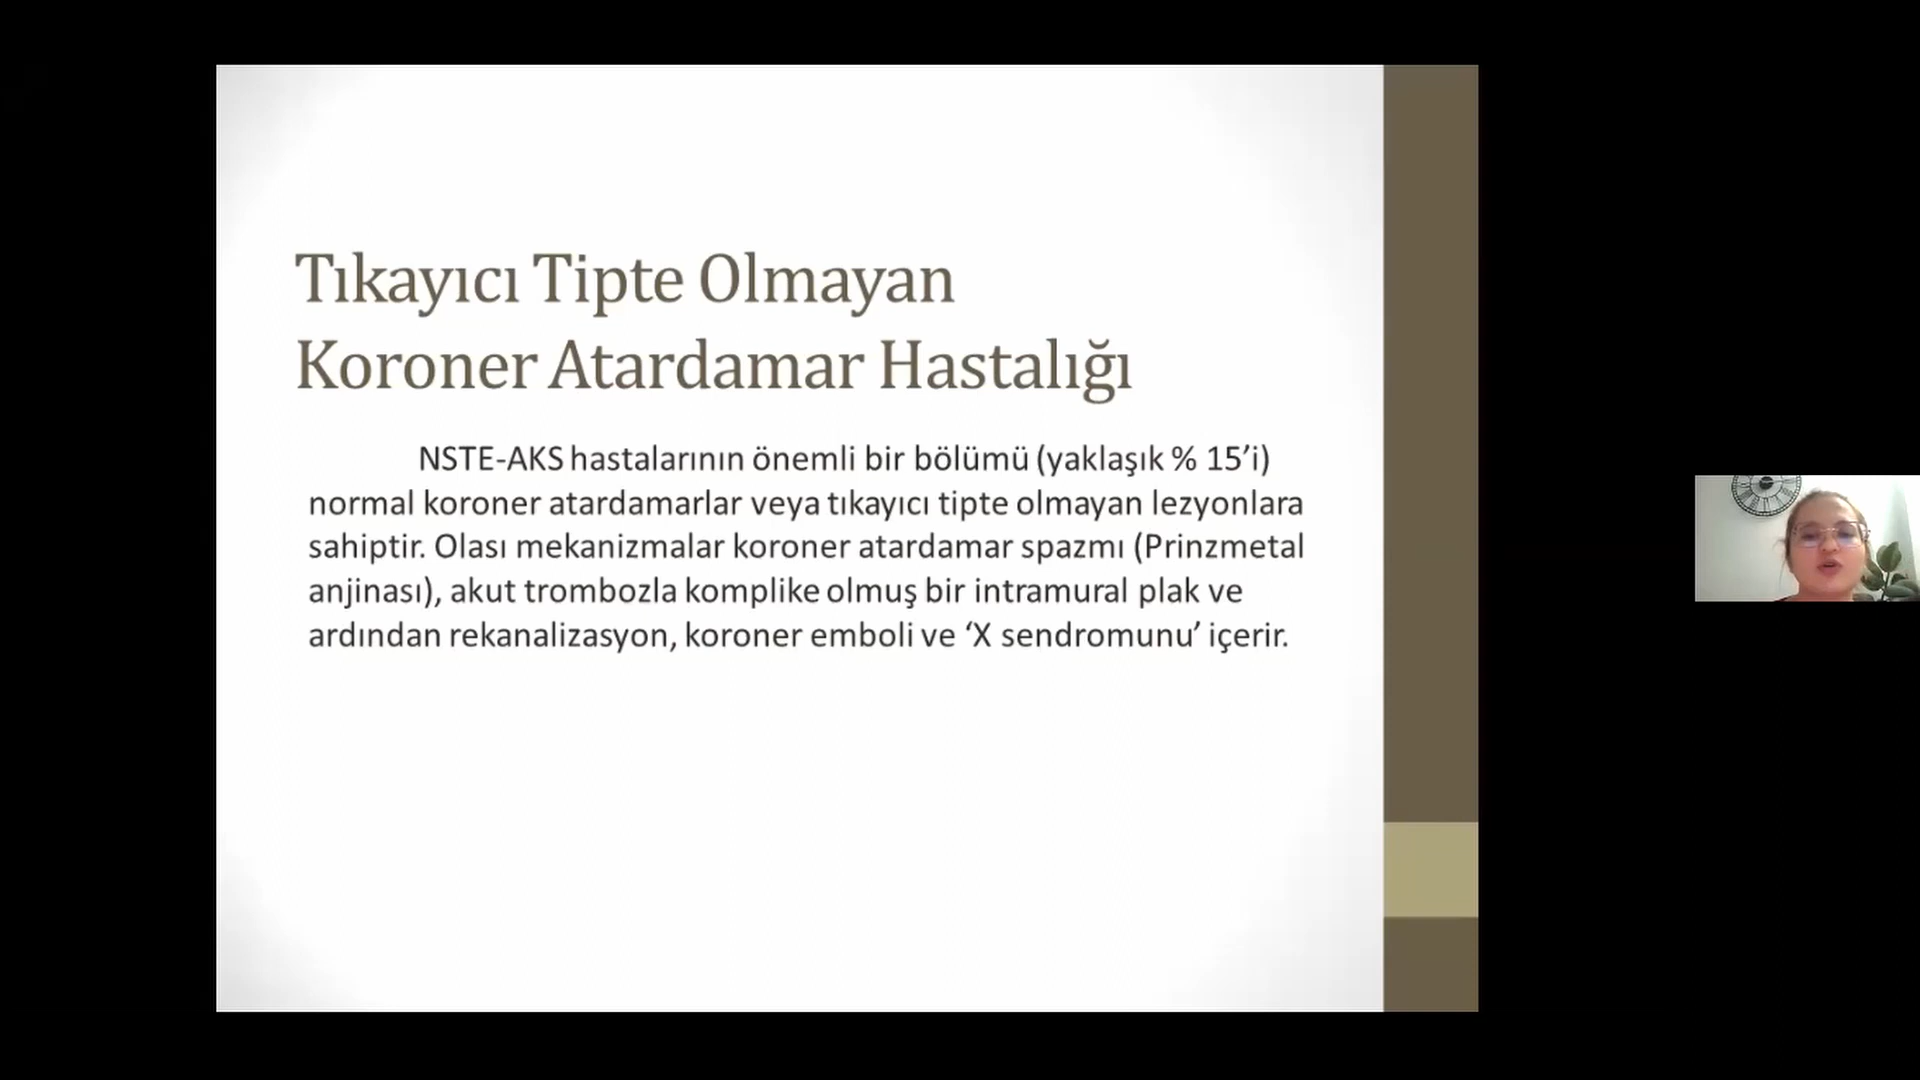 Tıkayıcı Tipte Olmayan
Koroner Atardamar Hastalığı
NSTE-AKS hastalarının önemli bir bölümü (yaklaşık % 15’i)
normal koroner atardamarlar veya tıkayıcı tipte olmayan lezyonlara
sahiptir. Olası mekanizmalar koroner atardamar spazmı (Prinzmetal
anjinası), akut trombozla komplike olmuş bir intramural plak ve
ardından rekanalizasyon, koroner emboli ve ‘X sendromunu’ içerir.